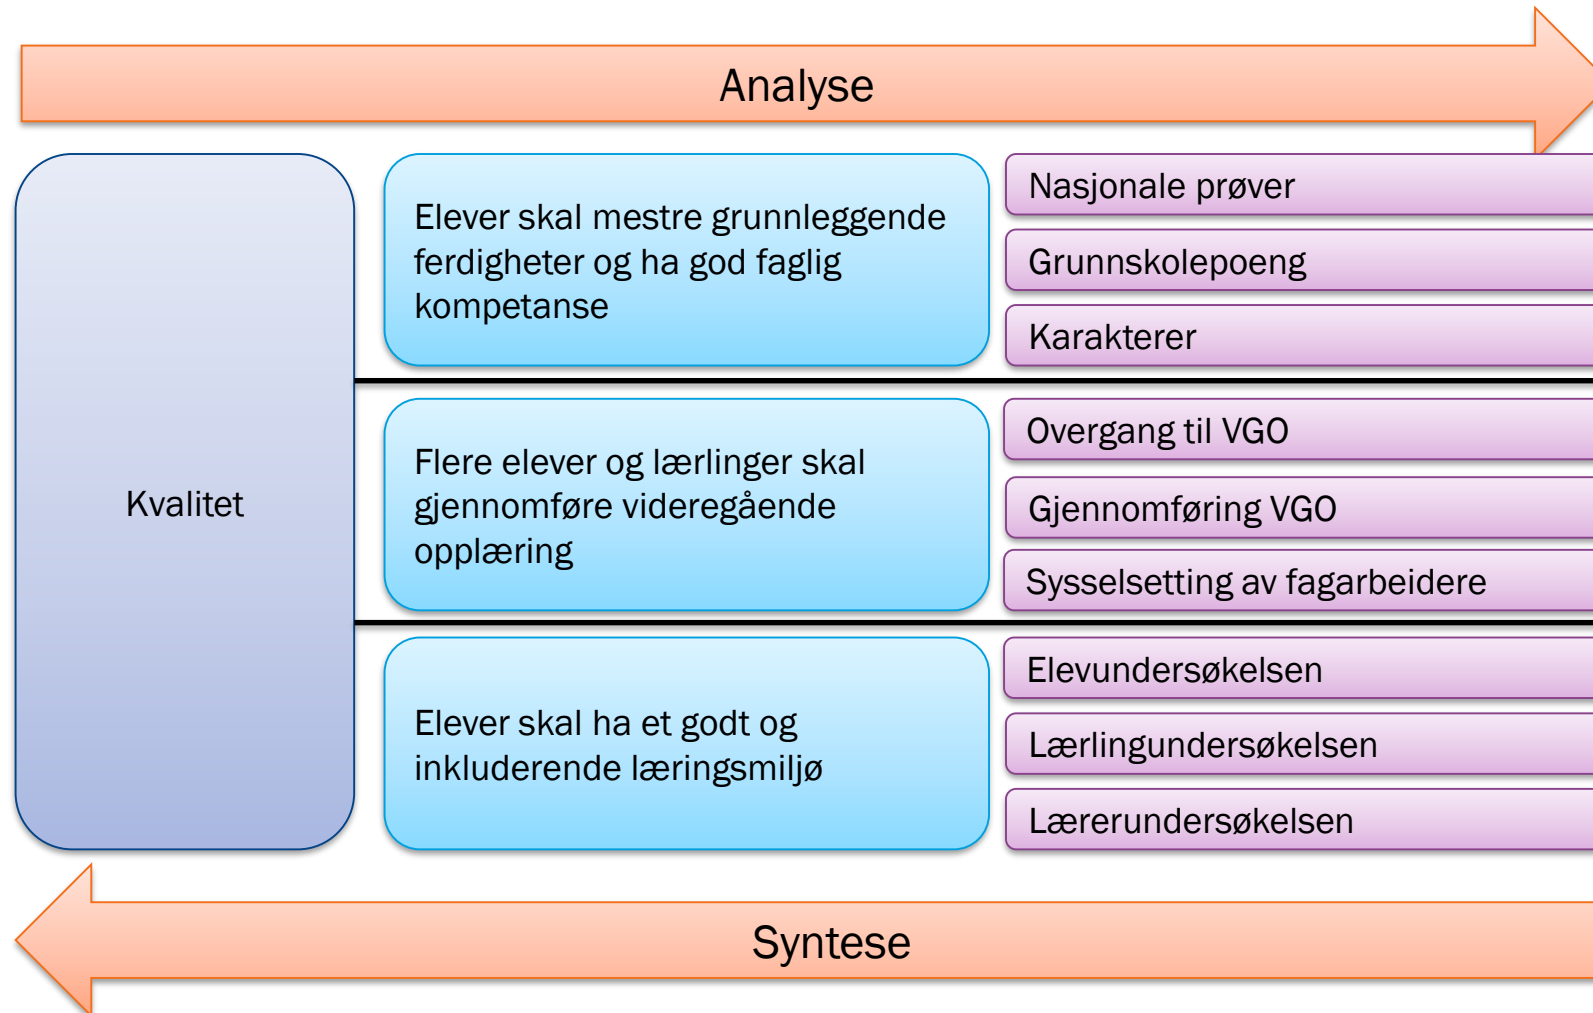 Analyse
Kvalitet
Elever skal mestre grunnleggende
ferdigheter og ha god faglig
kompetanse
Nasjonale prøver
Grunnskolepoeng
Karakterer
Flere elever og lærlinger skal
gjennomføre videregående
opplæring
Overgang til VGO
Gjennomføring VGO
Sysselsetting av fagarbeidere
Elever skal ha et godt og
inkluderende læringsmiljø
Elevundersøkelsen
Lærlingundersøkelsen
Lærerundersøkelsen
Syntese